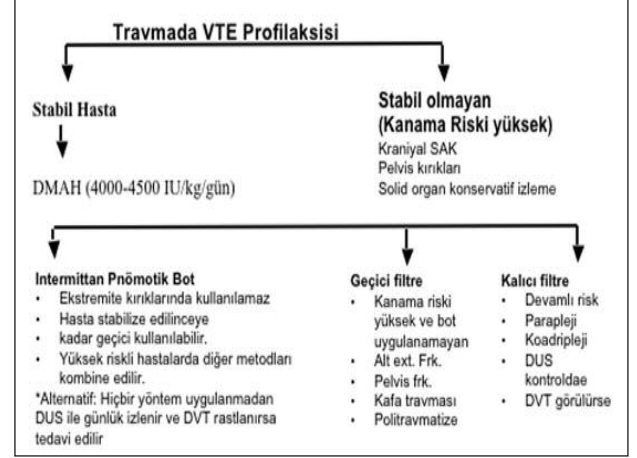 Travmada VTE Profilaksisi
Stabil Hasta
DMAH (4000-4500 IU/kg/gün)
Stabil olmayan
(Kanama Riski yüksek)
Kraniyal SAK
Pelvis kırıkları
Solid organ konservatif izleme
Intermittan Pnömotik Bot
• Ekstremite kırıklarında kullanılamaz
• Hasta stabilize edilinceye
• kadar geçici kullanılabilir.
• Yüksek riskli hastalarda diğer metodları
kombine edilir.
*Alternatif: Hiçbir yöntem uygulanmadan
DUS ile günlük izlenir ve DVT rastlanırsa
tedavi edilir
Geçici filtre
• Kanama riski
yüksek ve bot
uygulanamayan
• Alt ext. Frk.
• Pelvis frk.
• Kafa travması
• Politravmatize
Kalıcı filtre
• Devamlı risk
• Parapleji
• Koadripleji
• DUS
kontroldae
• DVT görülürse